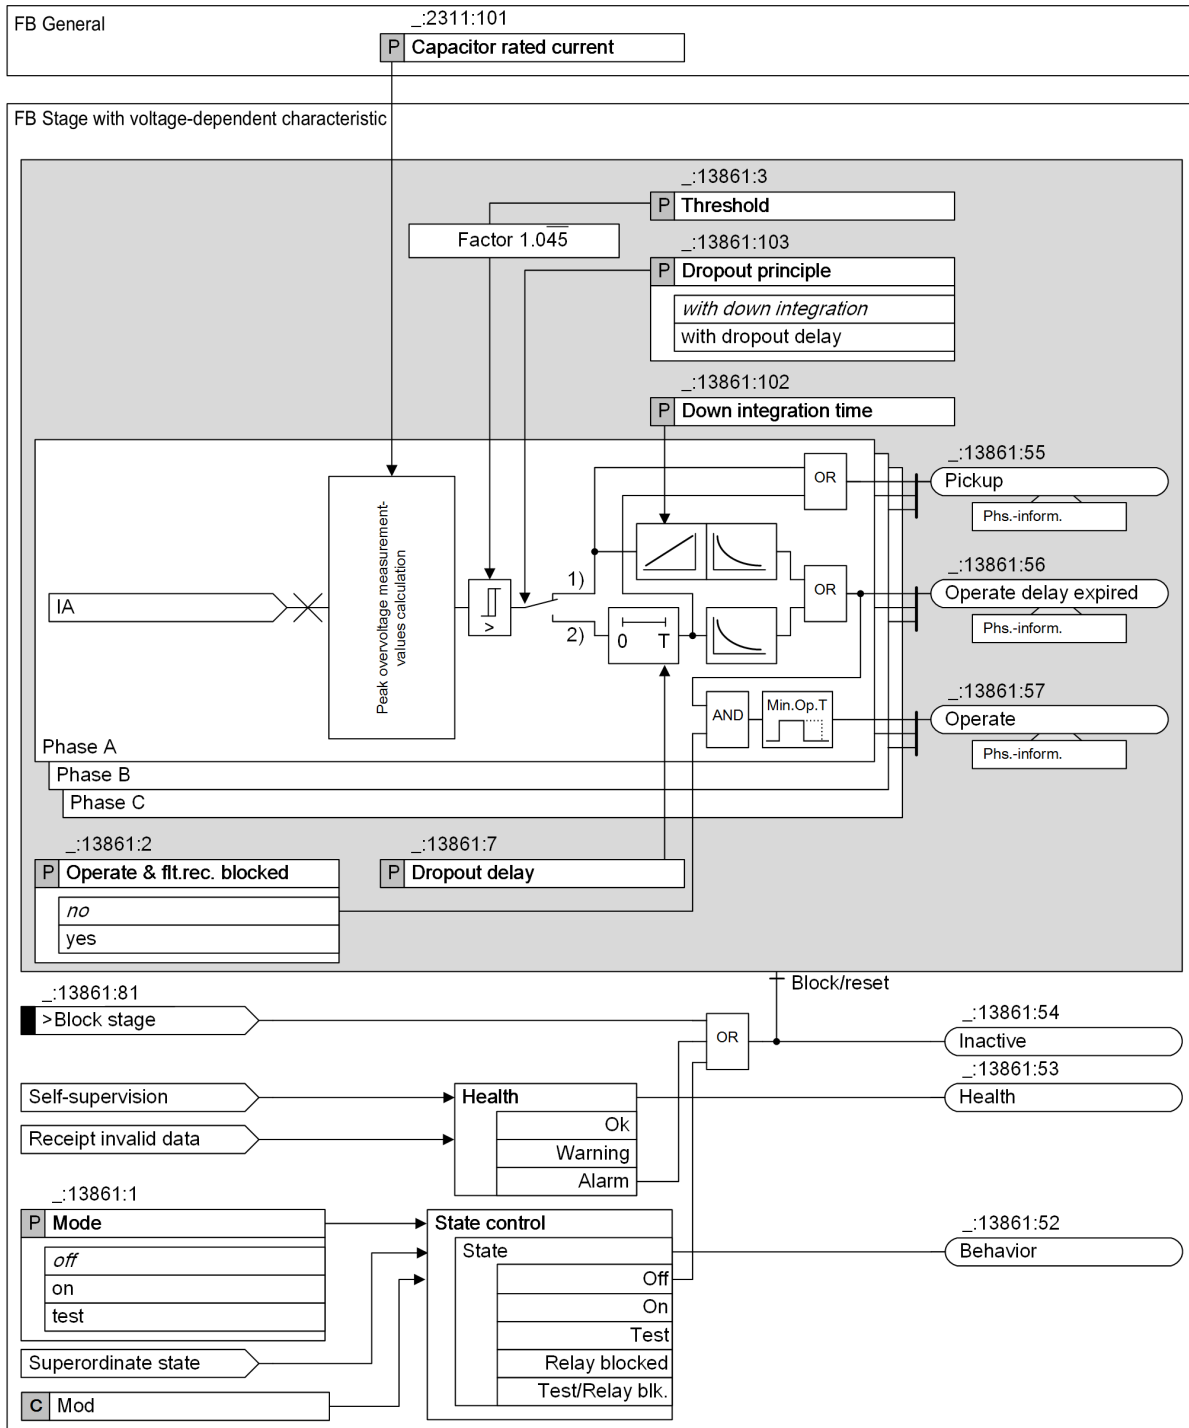 _:2311:101
FB General
P Capacitor rated current
FB Stage with voltage-dependent characteristic
_:13861:3
P Threshold
Factor 1.04̅5̅
_:13861:103
P Dropout principle
with down integration
with dropout delay
_:13861:102
P Down integration time
_:13861:55
OR
Pickup
Phs.-inform.
Peak overvoltage measurement-
values calculation
_:13861:56
1)
OR
Operate delay expired
IA
>
2)
0 T
Phs.-inform.
_:13861:57
AND
Min.Op.T
Operate
Phs.-inform.
Phase A
Phase B
Phase C
_:13861:2
_:13861:7
P Operate & flt.rec. blocked
P Dropout delay
no
yes
Block/reset
_:13861:81
>Block stage
OR
_:13861:54
Inactive
_:13861:53
Self-supervision
Health
Health
Ok
Receipt invalid data
Warning
Alarm
_:13861:1
P Mode
State control
_:13861:52
off
State
Behavior
on
Off
test
On
Test
Superordinate state
Relay blocked
C Mod
Test/Relay blk.